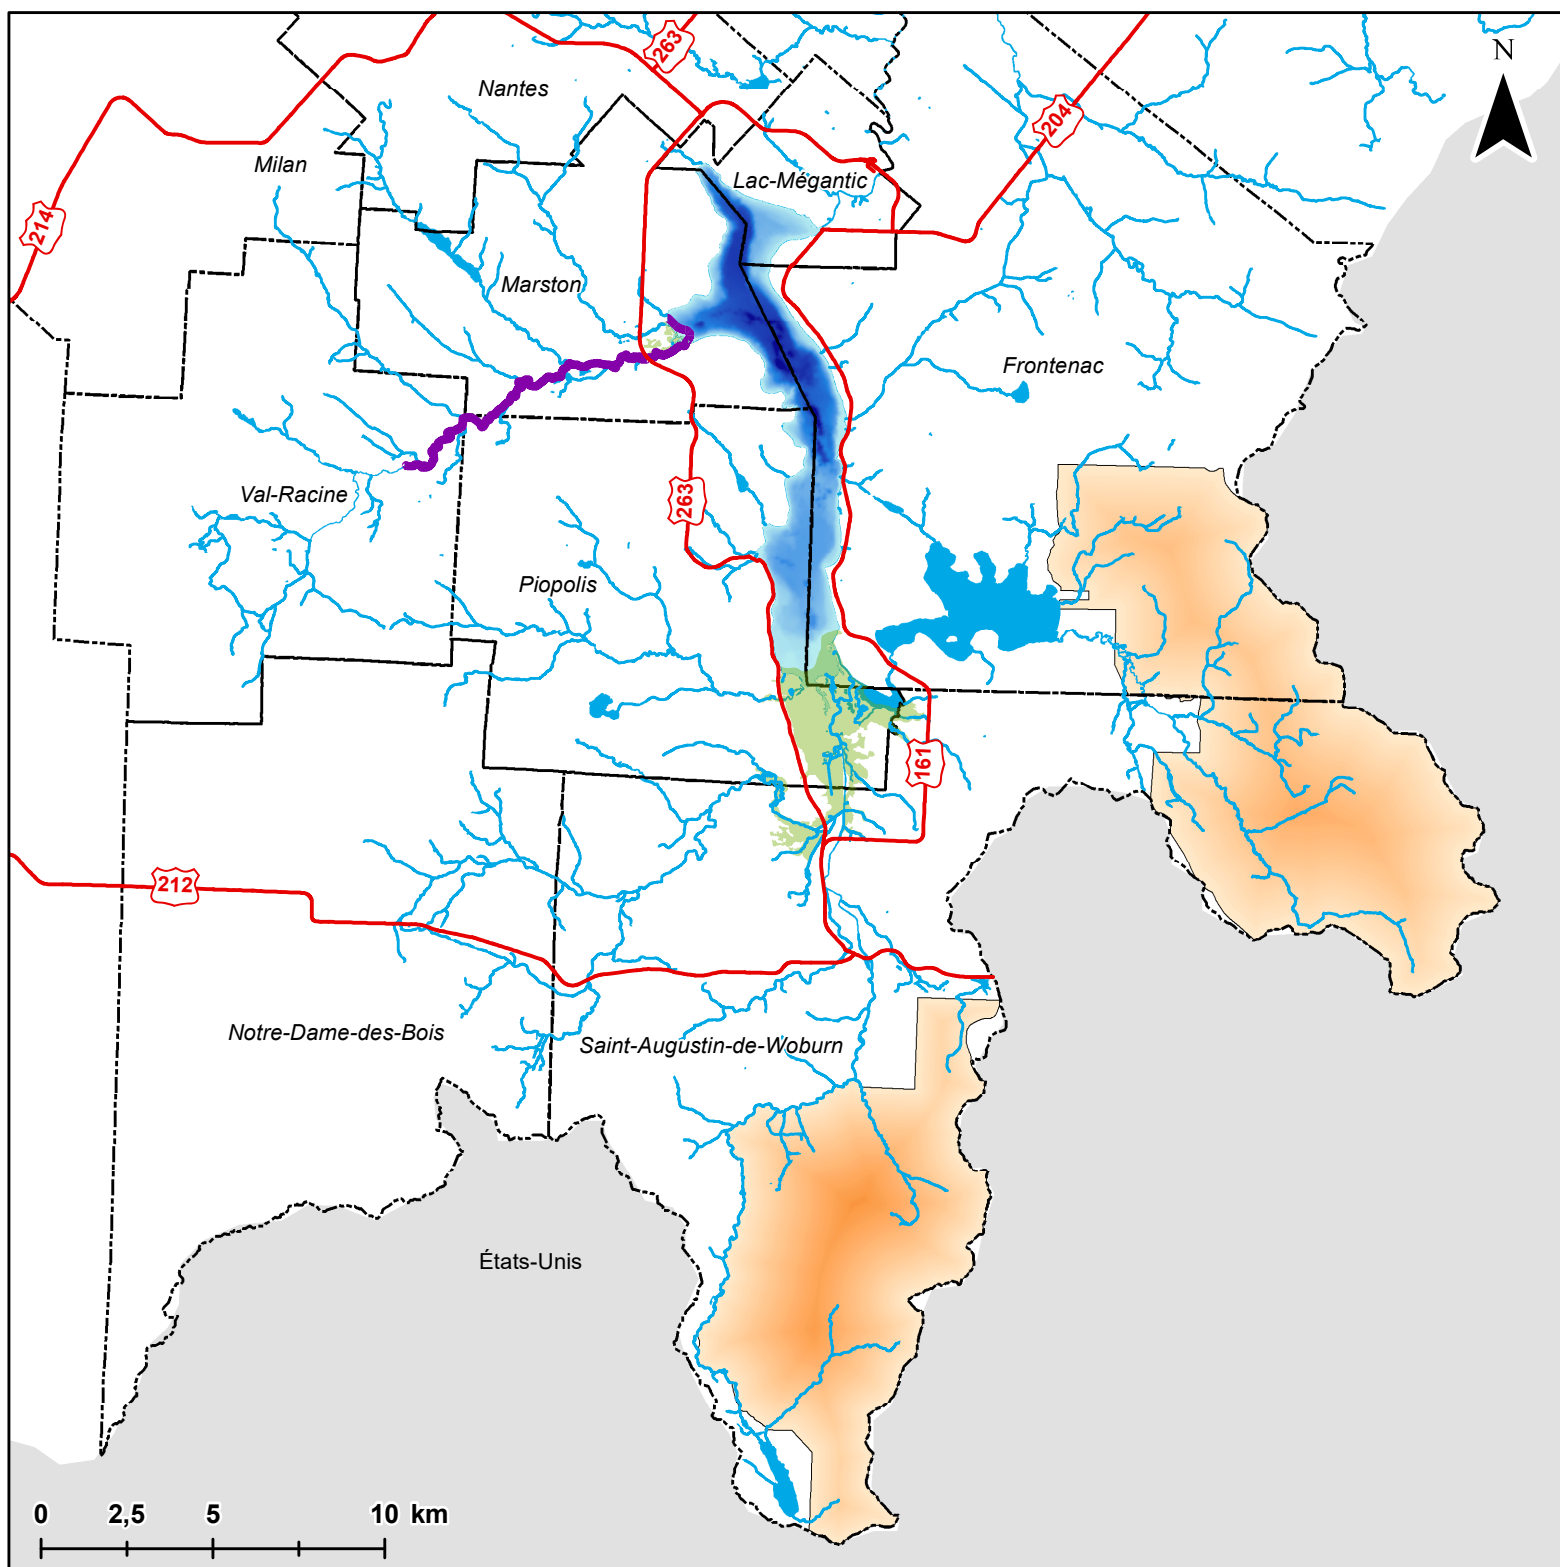 263
N
Nantes
204
Milan
Lac-Mégantic
214
Marston
Frontenac
Val-Racine
263
Piopolis
161
212
Notre-Dame-des-Bois
Saint-Augustin-de-Woburn
États-Unis
0 2,5 5 10 km